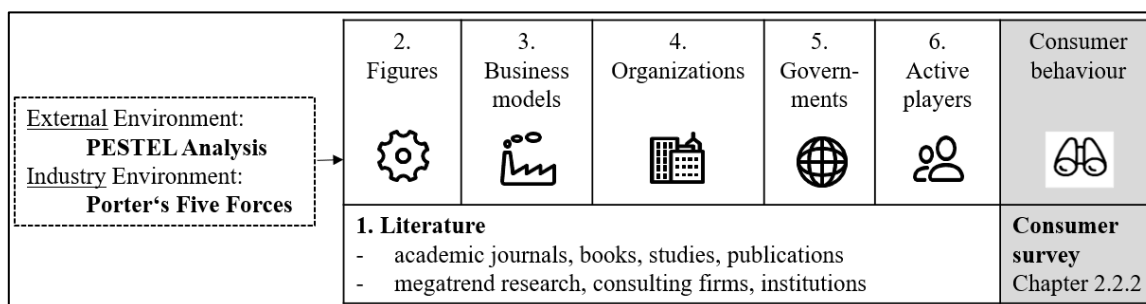 External Environment:
PESTEL Analysis
Industry Environment:
Porter‘s Five Forces
2.
Figures
3.
Business
models
4.
Organizations
5.
Govern-
ments
6.
Active
players
Consumer
behaviour
1. Literature
- academic journals, books, studies, publications
- megatrend research, consulting firms, institutions
Consumer
survey
Chapter 2.2.2